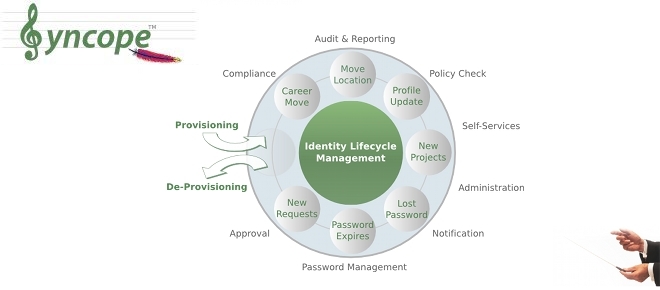 Syncope™
Audit & Reporting
Compliance
Move
Location
Policy Check
Career
Move
Profile
Update
Provisioning
Self-Services
Identity Lifecycle
Management
New
Projects
De-Provisioning
Administration
New
Requests
Lost
Password
Password
Expires
Approval
Notification
Password Management